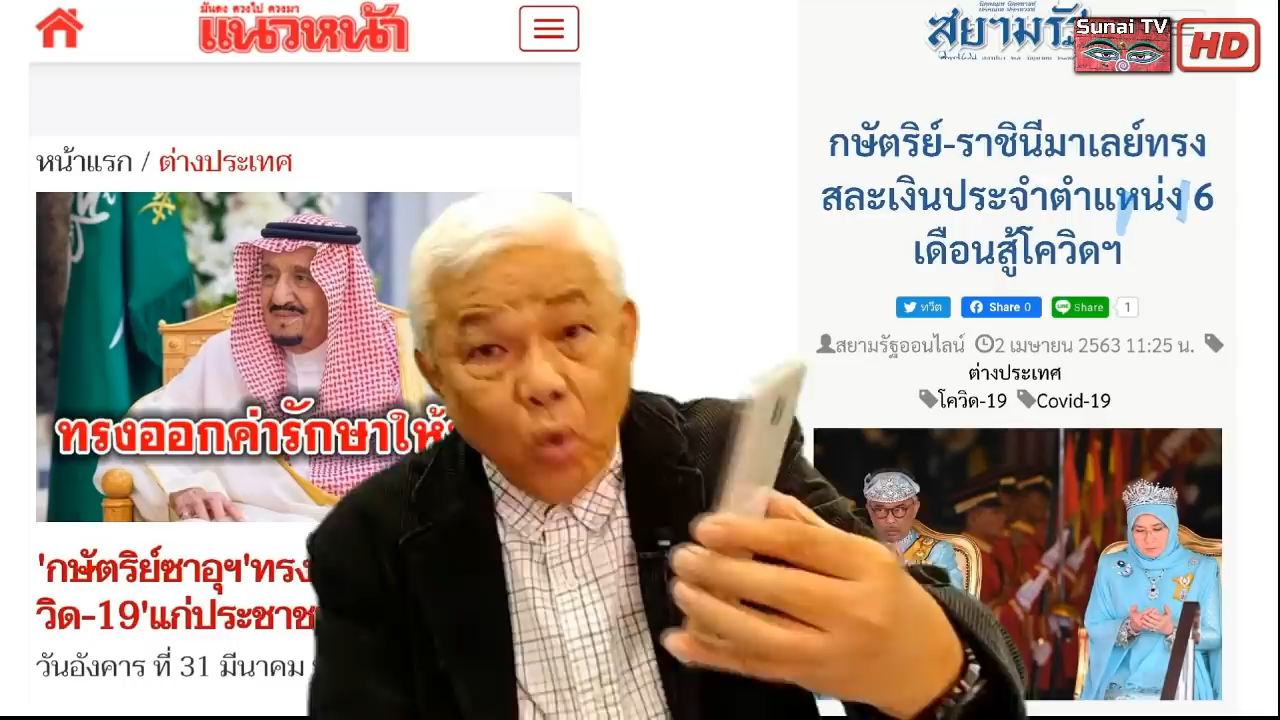 มั่นคง ตรงไป ตรงมา
แนวหน้า
หน้าแรก / ต่างประเทศ
ทรงออกค่ารักษาให้
'กษัตริย์ซาอุฯ'ทรง
วิด-19'แก่ประชาช
วันอังคาร ที่ 31 มีนาคม
สยามรัฐ
Sunai TV
HD
กษัตริย์-ราชินีมาเลย์ทรง
สละเงินประจำตำแหน่ง 6
เดือนสู้โควิดฯ
ทวีต
Share 0
Share
1
สยามรัฐออนไลน์ 2 เมษายน 2563 11:25 น.
ต่างประเทศ
โควิด-19 Covid-19